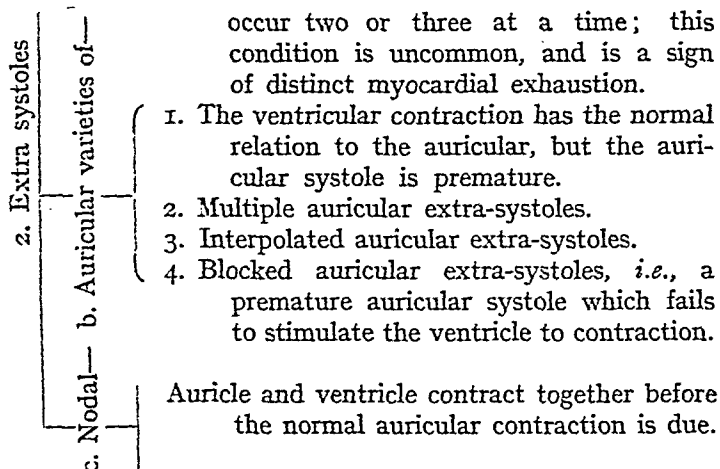 2. Extra systoles
occur two or three at a time; this
condition is uncommon, and is a sign
of distinct myocardial exhaustion.
b. Auricular varieties of—
1. The ventricular contraction has the normal
relation to the auricular, but the auri-
cular systole is premature.
2. Multiple auricular extra-systoles.
3. Interpolated auricular extra-systoles.
4. Blocked auricular extra-systoles, i.e., a
premature auricular systole which fails
to stimulate the ventricle to contraction.
c. Nodal—
Auricle and ventricle contract together before
the normal auricular contraction is due.